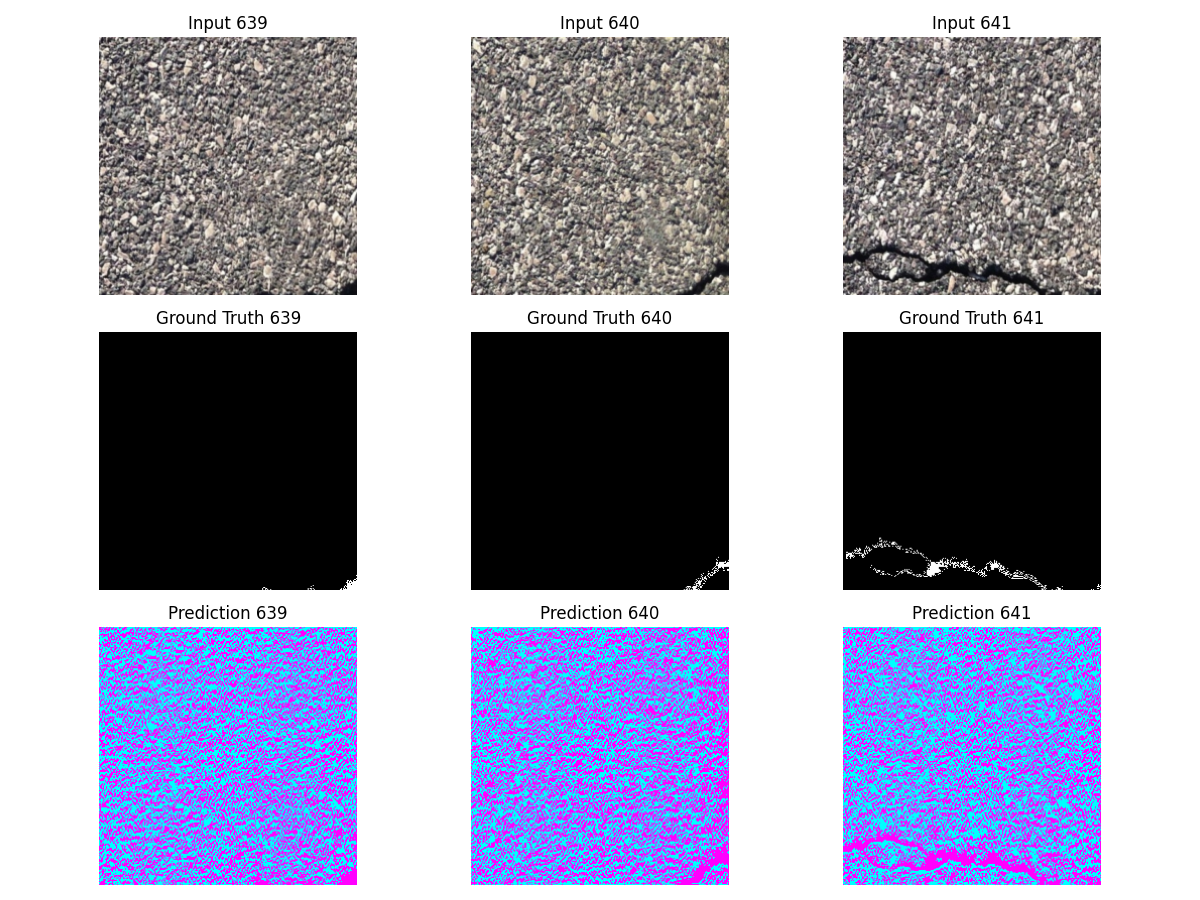 Input 639
Input 640
Input 641
Ground Truth 639
Ground Truth 640
Ground Truth 641
Prediction 639
Prediction 640
Prediction 641